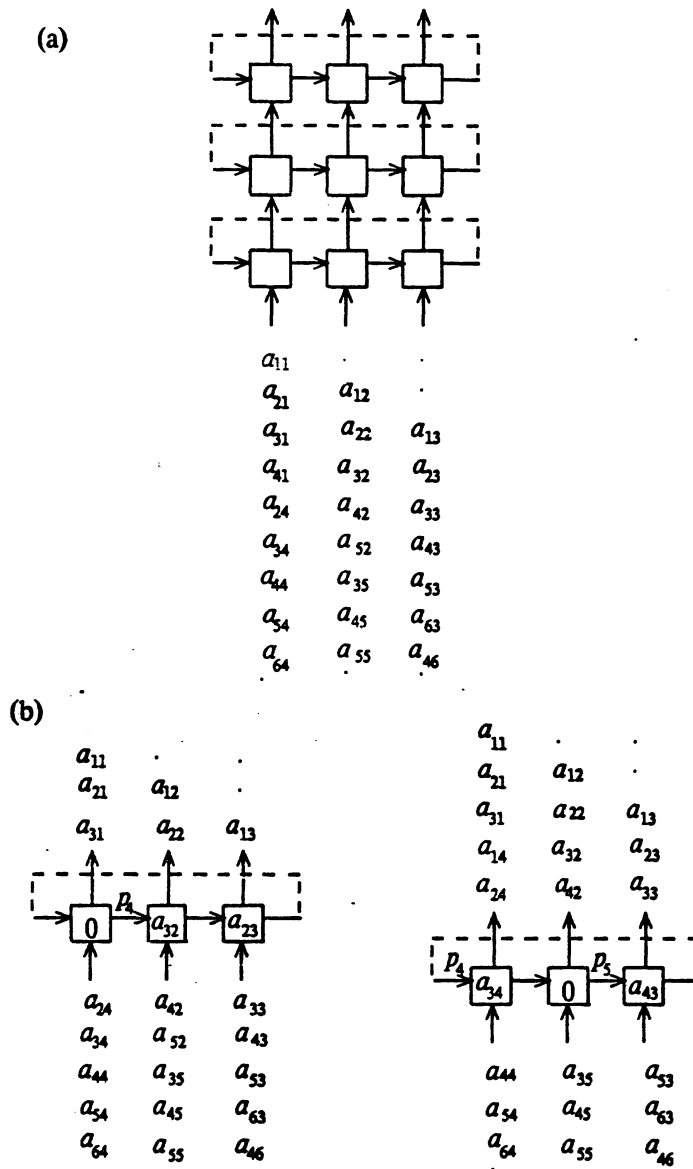 (a)
a11 . .
a21 a12 .
a31 a22 a13
a41 a32 a23
a24 a42 a33
a34 a52 a43
a44 a35 a53
a54 a45 a63
a64 a55 a46
. . .
(b)
a11 . .
a21 a12 .
a31 a22 a13
p4
0 a32 a23
a24 a42 a33
a34 a52 a43
a44 a35 a53
a54 a45 a63
a64 a55 a46
a11 . .
a21 a12 .
a31 a22 a13
a14 a32 a23
a24 a42 a33
p4 p5
a34 0 a43
a44 a35 a53
a54 a45 a63
a64 a55 a46